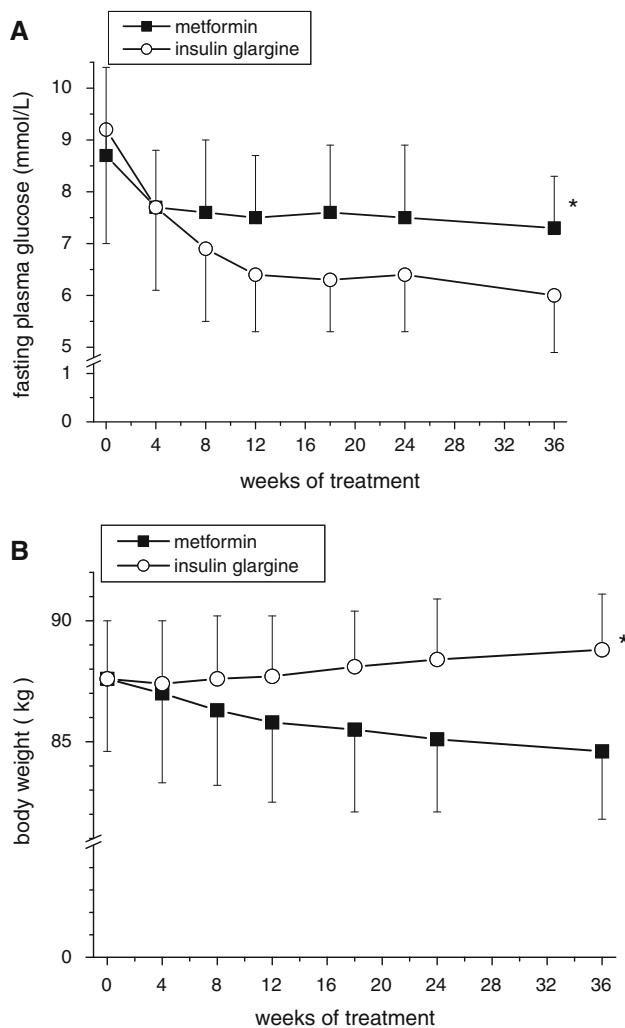 A
metformin
insulin glargine
fasting plasma glucose (mmol/L)
10
9
8
7
6
5
1
0
*
0 4 8 12 16 20 24 28 32 36
weeks of treatment
B
metformin
insulin glargine
body weight ( kg)
90
85
0
*
0 4 8 12 16 20 24 28 32 36
weeks of treatment